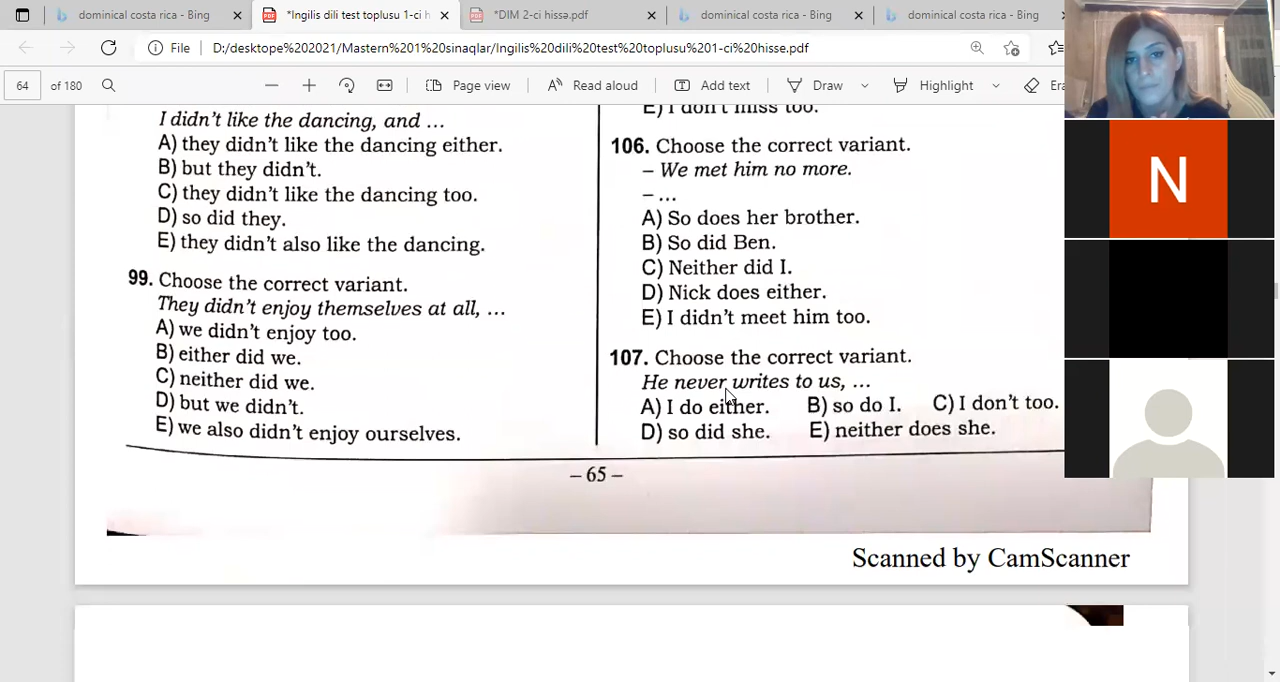 dominical costa rica - Bing
*Ingilis dili test toplusu 1-ci h
*DIM 2-ci hissə.pdf
dominical costa rica - Bing
dominical costa rica - Bing
File
D:/desktope%202021/Mastern%201%20sinaqlar/Ingilis%20dili%20test%20toplusu%201-ci%20hisse.pdf
64 of 180
Page view
Read aloud
Add text
Draw
Highlight
Era
I didn't like the dancing, and ...
A) they didn't like the dancing either.
B) but they didn't.
C) they didn't like the dancing too.
D) so did they.
E) they didn't also like the dancing.
99. Choose the correct variant.
They didn't enjoy themselves at all, ...
A) we didn't enjoy too.
B) either did we.
C) neither did we.
D) but we didn't.
E) we also didn't enjoy ourselves.
E) I don't miss too.
106. Choose the correct variant.
– We met him no more.
– ...
A) So does her brother.
B) So did Ben.
C) Neither did I.
D) Nick does either.
E) I didn't meet him too.
107. Choose the correct variant.
He never writes to us, ...
A) I do either. B) so do I. C) I don't too.
D) so did she. E) neither does she.
– 65 –
Scanned by CamScanner
N